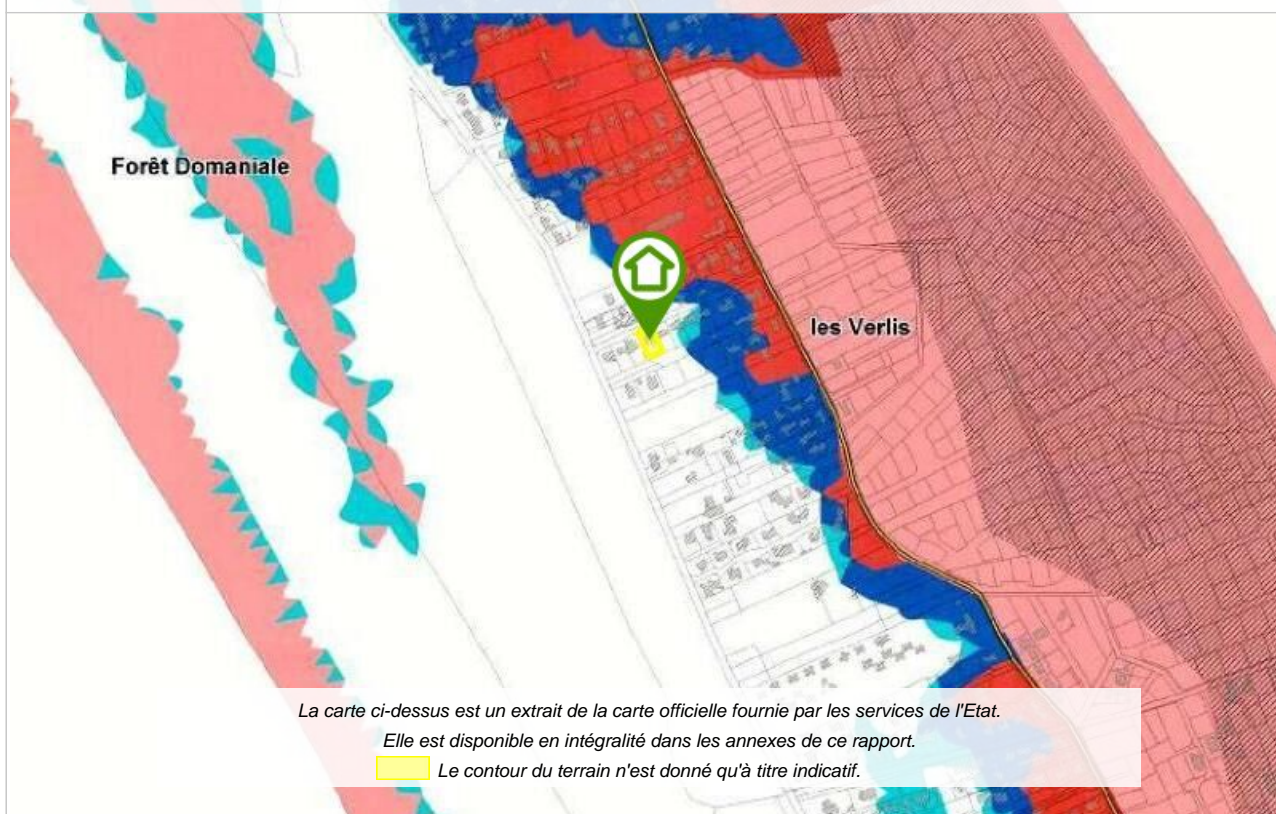 Forêt Domaniale
les Verlis
La carte ci-dessus est un extrait de la carte officielle fournie par les services de l'Etat.
Elle est disponible en intégralité dans les annexes de ce rapport.
Le contour du terrain n'est donné qu'à titre indicatif.